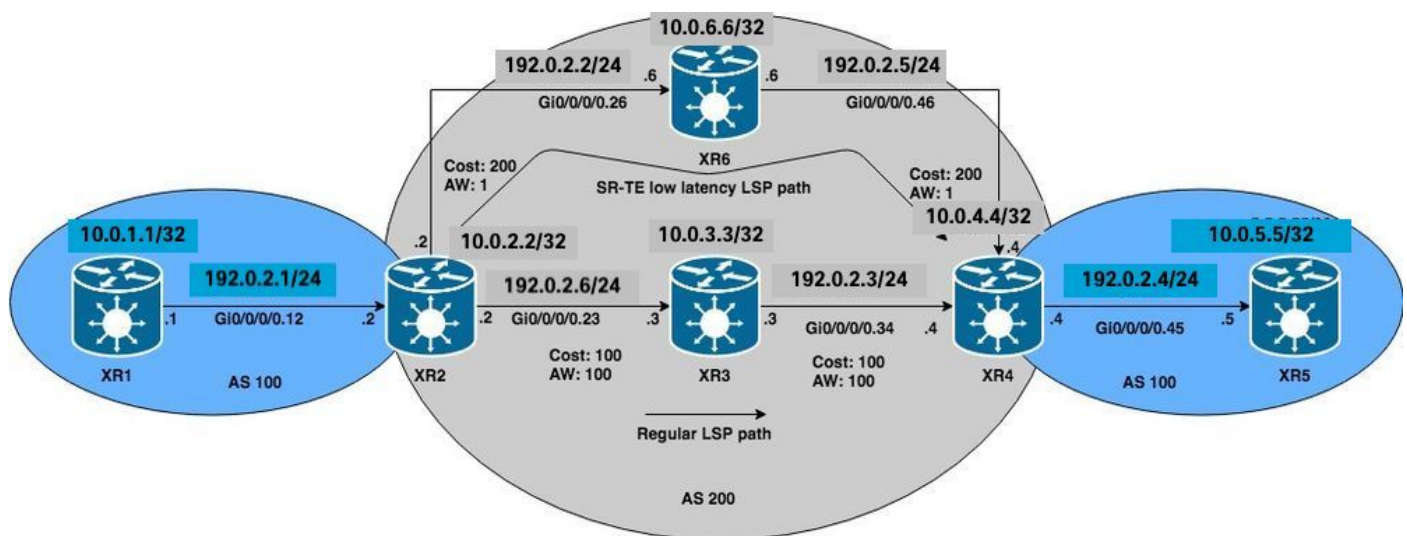 10.0.6.6/32
192.0.2.2/24
.6
.6
192.0.2.5/24
Gi0/0/0/0.26
Gi0/0/0/0.46
XR6
Cost: 200
AW: 1
SR-TE low latency LSP path
Cost: 200
AW: 1
10.0.4.4/32
10.0.1.1/32
.2
10.0.2.2/32
10.0.3.3/32
.4
10.0.5.5/32
192.0.2.1/24
192.0.2.6/24
192.0.2.3/24
192.0.2.4/24
.1
Gi0/0/0/0.12
.2
.2
Gi0/0/0/0.23
.3
.3
Gi0/0/0/0.34
.4
.4
Gi0/0/0/0.45
.5
Cost: 100
AW: 100
Cost: 100
AW: 100
XR1
XR2
XR3
XR4
XR5
AS 100
AS 100
Regular LSP path
AS 200